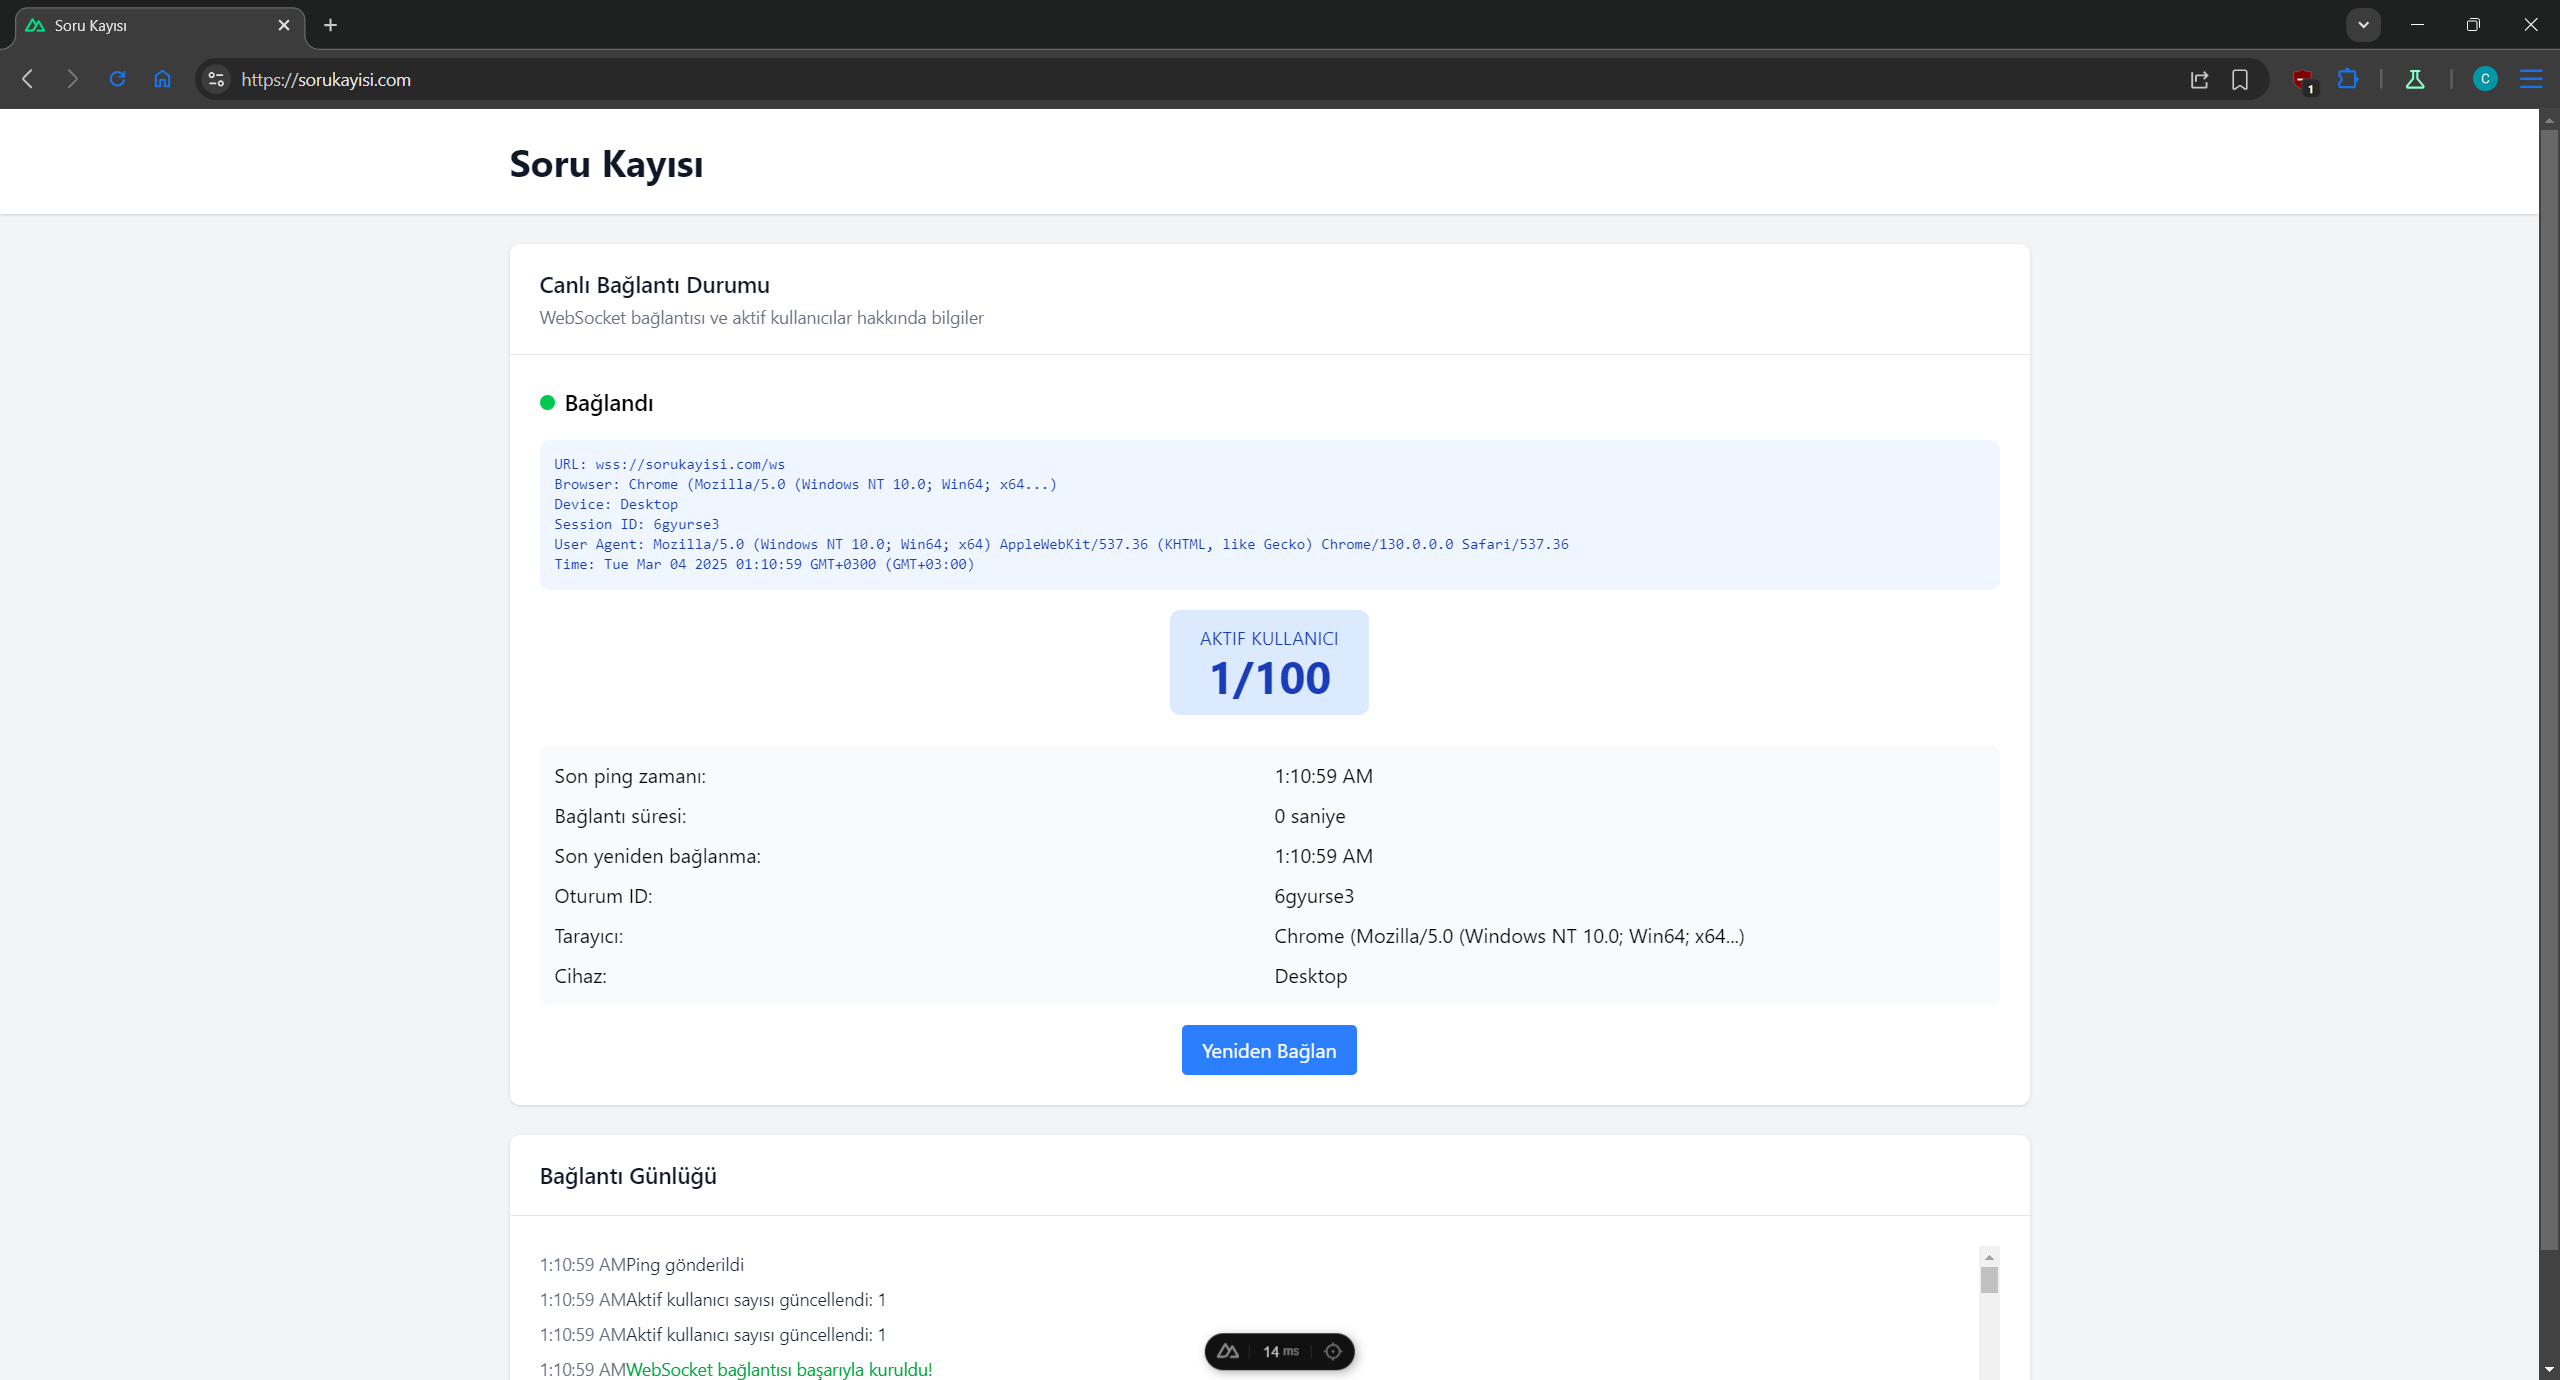 Soru Kayısı
https://sorukayisi.com
1
C
Soru Kayısı
Canlı Bağlantı Durumu
WebSocket bağlantısı ve aktif kullanıcılar hakkında bilgiler
Bağlandı
URL: wss://sorukayisi.com/ws
Browser: Chrome (Mozilla/5.0 (Windows NT 10.0; Win64; x64...)
Device: Desktop
Session ID: 6gyurse3
User Agent: Mozilla/5.0 (Windows NT 10.0; Win64; x64) AppleWebKit/537.36 (KHTML, like Gecko) Chrome/130.0.0.0 Safari/537.36
Time: Tue Mar 04 2025 01:10:59 GMT+0300 (GMT+03:00)
AKTIF KULLANICI
1/100
Son ping zamanı: 1:10:59 AM
Bağlantı süresi: 0 saniye
Son yeniden bağlanma: 1:10:59 AM
Oturum ID: 6gyurse3
Tarayıcı: Chrome (Mozilla/5.0 (Windows NT 10.0; Win64; x64...)
Cihaz: Desktop
Yeniden Bağlan
Bağlantı Günlüğü
1:10:59 AMPing gönderildi
1:10:59 AMAktif kullanıcı sayısı güncellendi: 1
1:10:59 AMAktif kullanıcı sayısı güncellendi: 1
1:10:59 AMWebSocket bağlantısı başarıyla kuruldu!
14 ms